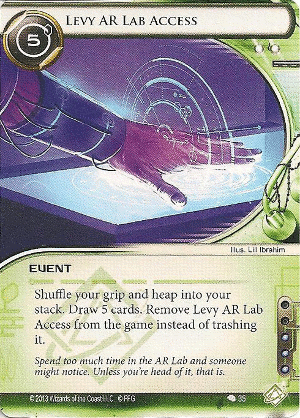 LEVY AR LAB ACCESS
5
Illus. Lili Ibrahim
EVENT
Shuffle your grip and heap into your
stack. Draw 5 cards. Remove Levy AR Lab
Access from the game instead of trashing
it.
Spend too much time in the AR Lab and someone
might notice. Unless you're head of it, that is.
©2013 Wizards of the Coast LLC. © FFG 35